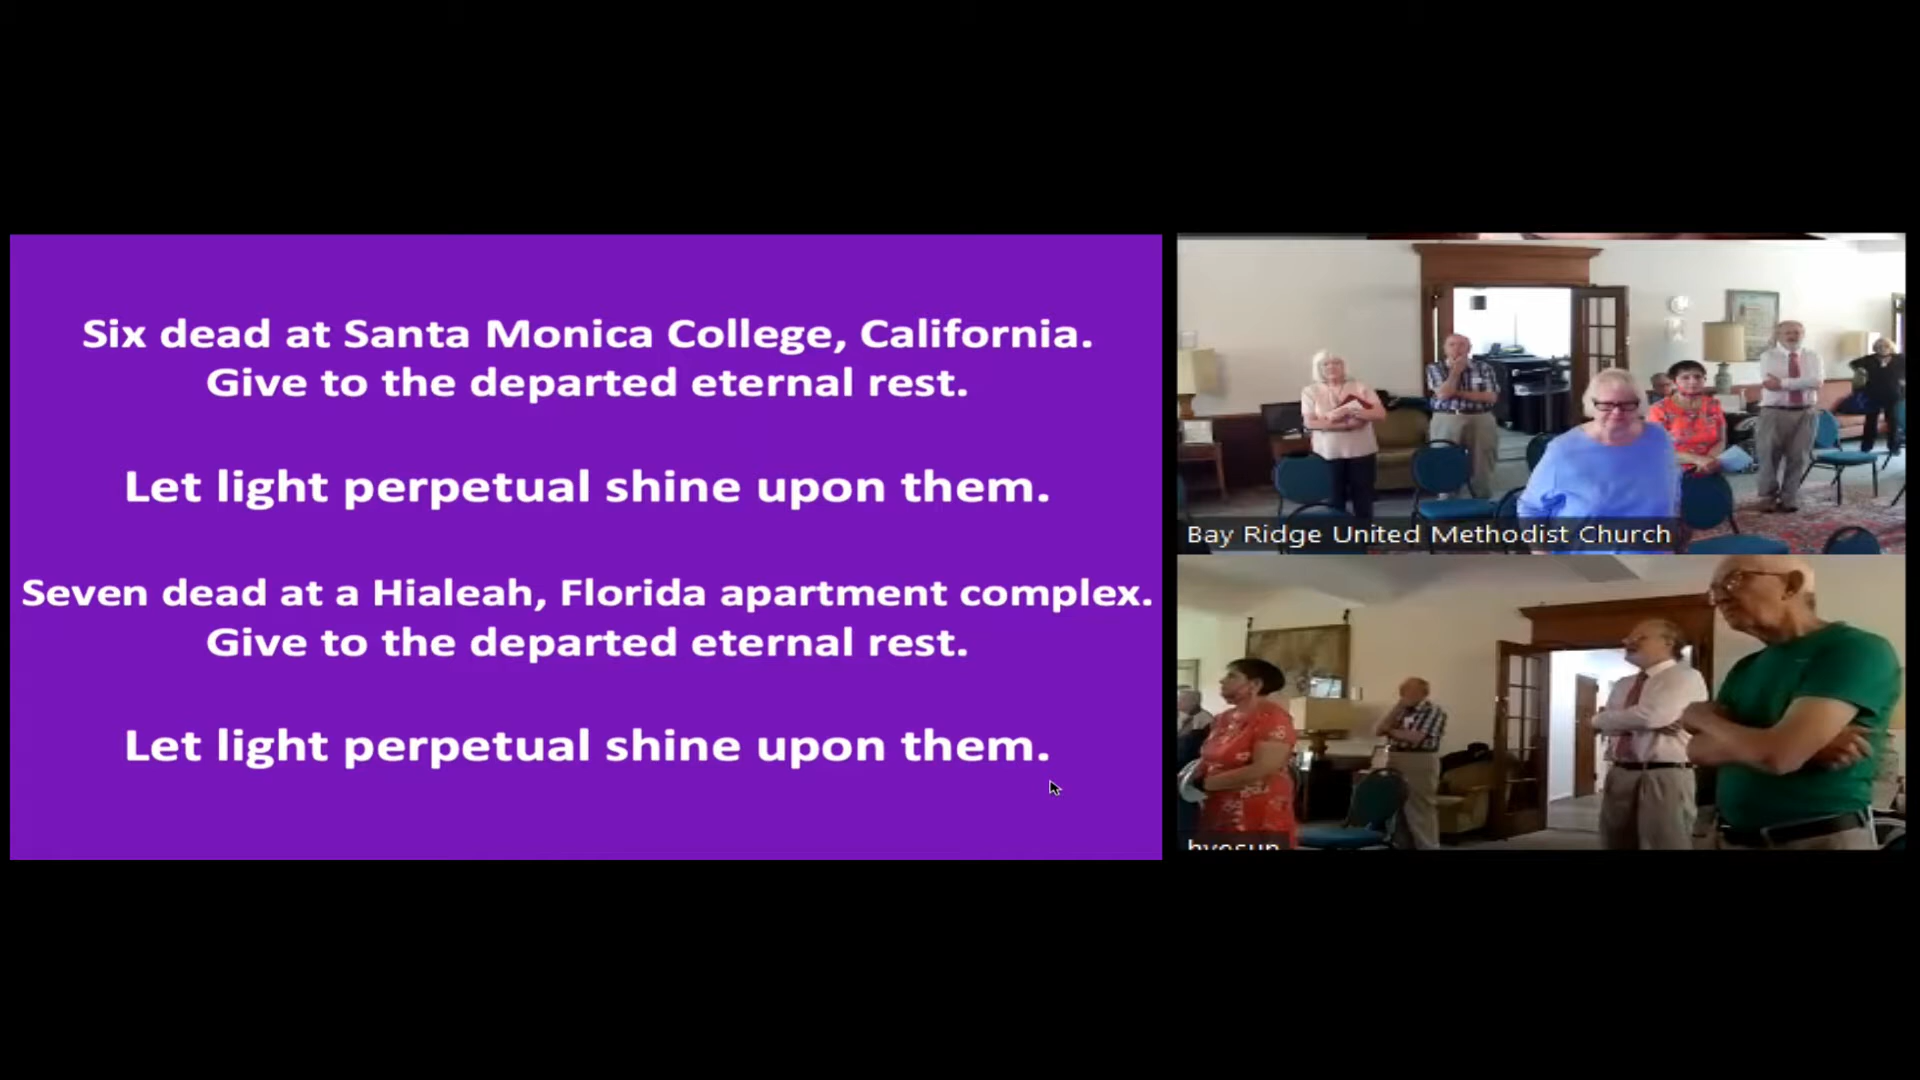 Six dead at Santa Monica College, California.
Give to the departed eternal rest.
Let light perpetual shine upon them.
Seven dead at a Hialeah, Florida apartment complex.
Give to the departed eternal rest.
Let light perpetual shine upon them.
Bay Ridge United Methodist Church
hyesun